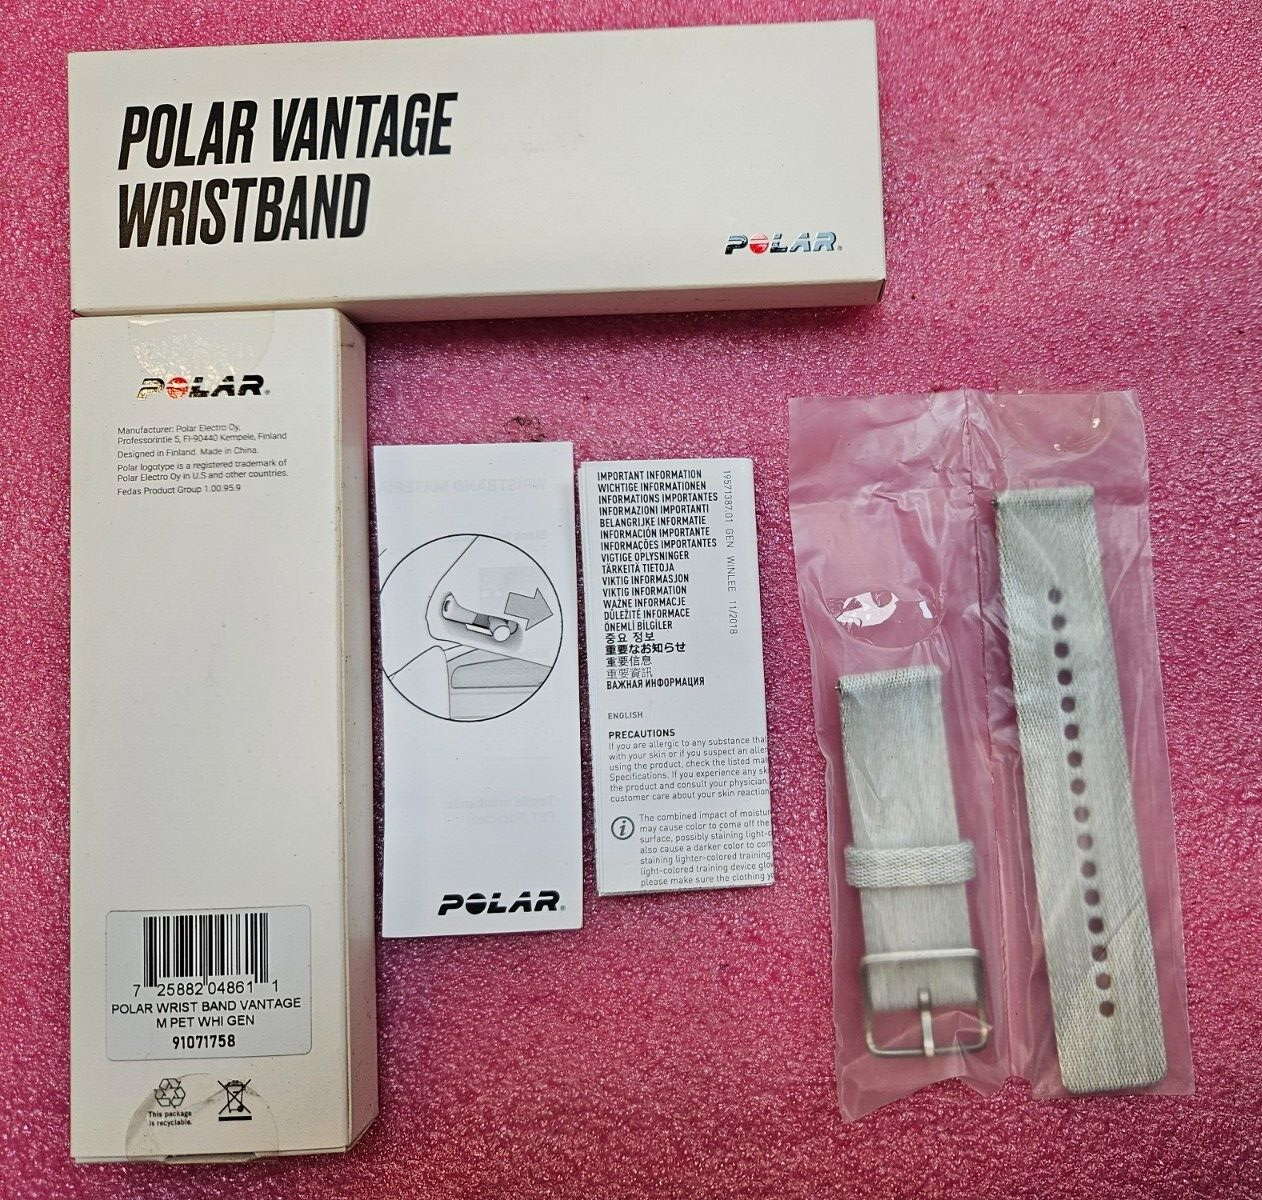 POLAR VANTAGE
WRISTBAND
POLAR®
POLAR®
Manufacturer: Polar Electro Oy,
Professorintie 5, FI-90440 Kempele, Finland
Designed in Finland. Made in China.
Polar logotype is a registered trademark of
Polar Electro Oy in U.S and other countries.
Fedas Product Group 1.00.95.9
7 25882 04861 1
POLAR WRIST BAND VANTAGE
M PET WHI GEN
91071758
This package
is recyclable.
POLAR®
IMPORTANT INFORMATION
WICHTIGE INFORMATIONEN
INFORMATIONS IMPORTANTES
INFORMAZIONI IMPORTANTI
BELANGRIJKE INFORMATIE
INFORMACIÓN IMPORTANTE
INFORMAÇÕES IMPORTANTES
VIGTIGE OPLYSNINGER
TÄRKEITÄ TIETOJA
VIKTIG INFORMASJON
VIKTIG INFORMATION
WAŻNE INFORMACJE
DŮLEŽITÉ INFORMACE
ÖNEMLİ BİLGİLER
중요 정보
重要なお知らせ
重要信息
重要資訊
ВАЖНАЯ ИНФОРМАЦИЯ
19571387.01 GEN WINLEE 11/2018
ENGLISH
PRECAUTIONS
If you are allergic to any substance that
with your skin or if you suspect an aller
using the product, check the listed mat
Specifications. If you experience any sk
the product and consult your physician.
customer care about your skin reaction
The combined impact of moistur
may cause color to come off the
surface, possibly staining light-c
also cause a darker color to com
staining lighter-colored training
light-colored training device glo
please make sure the clothing y